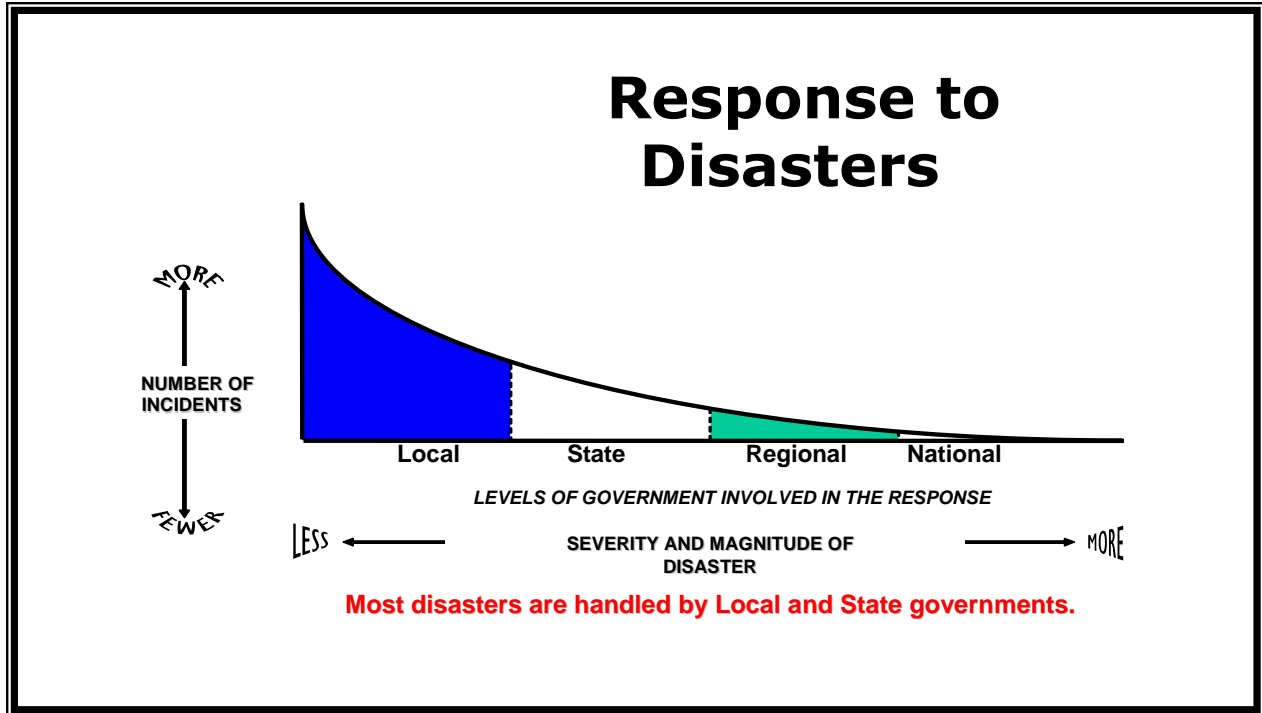 Response to
Disasters
MORE
NUMBER OF
INCIDENTS
FEWER
Local State Regional National
LEVELS OF GOVERNMENT INVOLVED IN THE RESPONSE
LESS SEVERITY AND MAGNITUDE OF MORE
DISASTER
Most disasters are handled by Local and State governments.